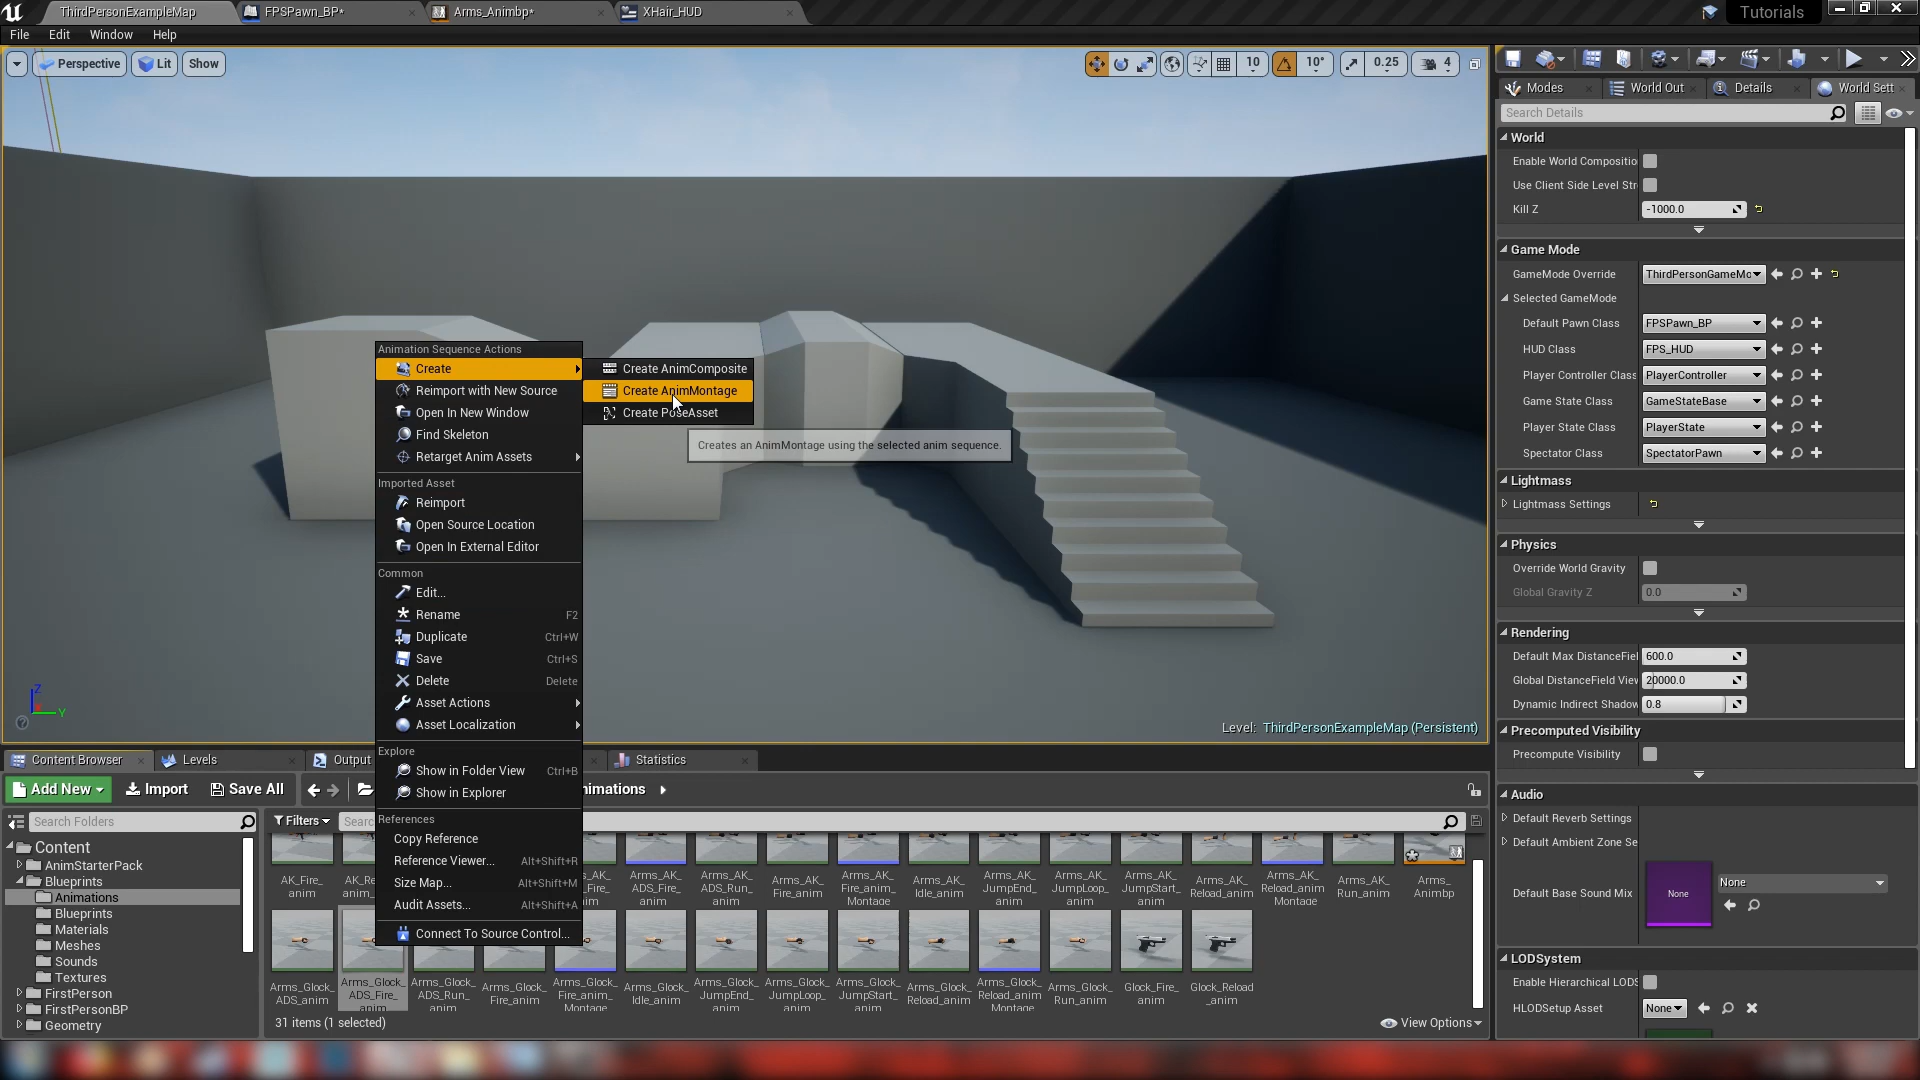 ThirdPersonExampleMap
FPSPawn_BP*
Arms_Animbp*
XHair_HUD
Tutorials
File Edit Window Help
Perspective Lit Show
10 10° 0.25 4
Modes World Out Details World Sett
Search Details
World
Enable World Compositio
Use Client Side Level Str
Kill Z -1000.0
Game Mode
GameMode Override ThirdPersonGameMo
Selected GameMode
Default Pawn Class FPSPawn_BP
HUD Class FPS_HUD
Player Controller Class PlayerController
Game State Class GameStateBase
Player State Class PlayerState
Spectator Class SpectatorPawn
Lightmass
Lightmass Settings
Physics
Override World Gravity
Global Gravity Z 0.0
Rendering
Default Max DistanceFiel 600.0
Global DistanceField View 20000.0
Dynamic Indirect Shadow 0.8
Precomputed Visibility
Precompute Visibility
Audio
Default Reverb Settings
Default Ambient Zone Se
Default Base Sound Mix None None
LODSystem
Enable Hierarchical LODS
HLODSetup Asset None
Animation Sequence Actions
Create
Reimport with New Source
Open In New Window
Find Skeleton
Retarget Anim Assets
Imported Asset
Reimport
Open Source Location
Open In External Editor
Common
Edit...
Rename F2
Duplicate Ctrl+W
Save Ctrl+S
Delete Delete
Asset Actions
Asset Localization
Explore
Show in Folder View Ctrl+B
Show in Explorer
References
Copy Reference
Reference Viewer... Alt+Shift+R
Size Map... Alt+Shift+M
Audit Assets... Alt+Shift+A
Connect To Source Control...
Create AnimComposite
Create AnimMontage
Create PoseAsset
Creates an AnimMontage using the selected anim sequence.
Z
Y
Level: ThirdPersonExampleMap (Persistent)
Content Browser Levels Output Statistics
Add New Import Save All nimations
Search Folders
Filters Searc
Content
AnimStarterPack
Blueprints
Animations
Blueprints
Materials
Meshes
Sounds
Textures
FirstPerson
FirstPersonBP
Geometry
AK_Fire_
anim
AK_Re
Arms_AK_
ADS_Fire_
anim
Arms_AK_
ADS_Run_
anim
Arms_AK_
Fire_anim
Arms_AK_
Fire_anim_
Montage
Arms_AK_
Idle_anim
Arms_AK_
JumpEnd_
anim
Arms_AK_
JumpLoop_
anim
Arms_AK_
JumpStart_
anim
Arms_AK_
Reload_anim
Arms_AK_
Reload_anim_
Montage
Arms_AK_
Run_anim
Arms_
Animbp
Arms_Glock_
ADS_anim
Arms_Glock_
ADS_Fire_
anim
Arms_Glock_
ADS_Run_
anim
Arms_Glock_
Fire_anim
Arms_Glock_
Fire_anim_
Montage
Arms_Glock_
Idle_anim
Arms_Glock_
JumpEnd_
anim
Arms_Glock_
JumpLoop_
anim
Arms_Glock_
JumpStart_
anim
Arms_Glock_
Reload_anim
Arms_Glock_
Reload_anim_
Montage
Arms_Glock_
Run_anim
Glock_Fire_
anim
Glock_Reload
_anim
31 items (1 selected)
View Options